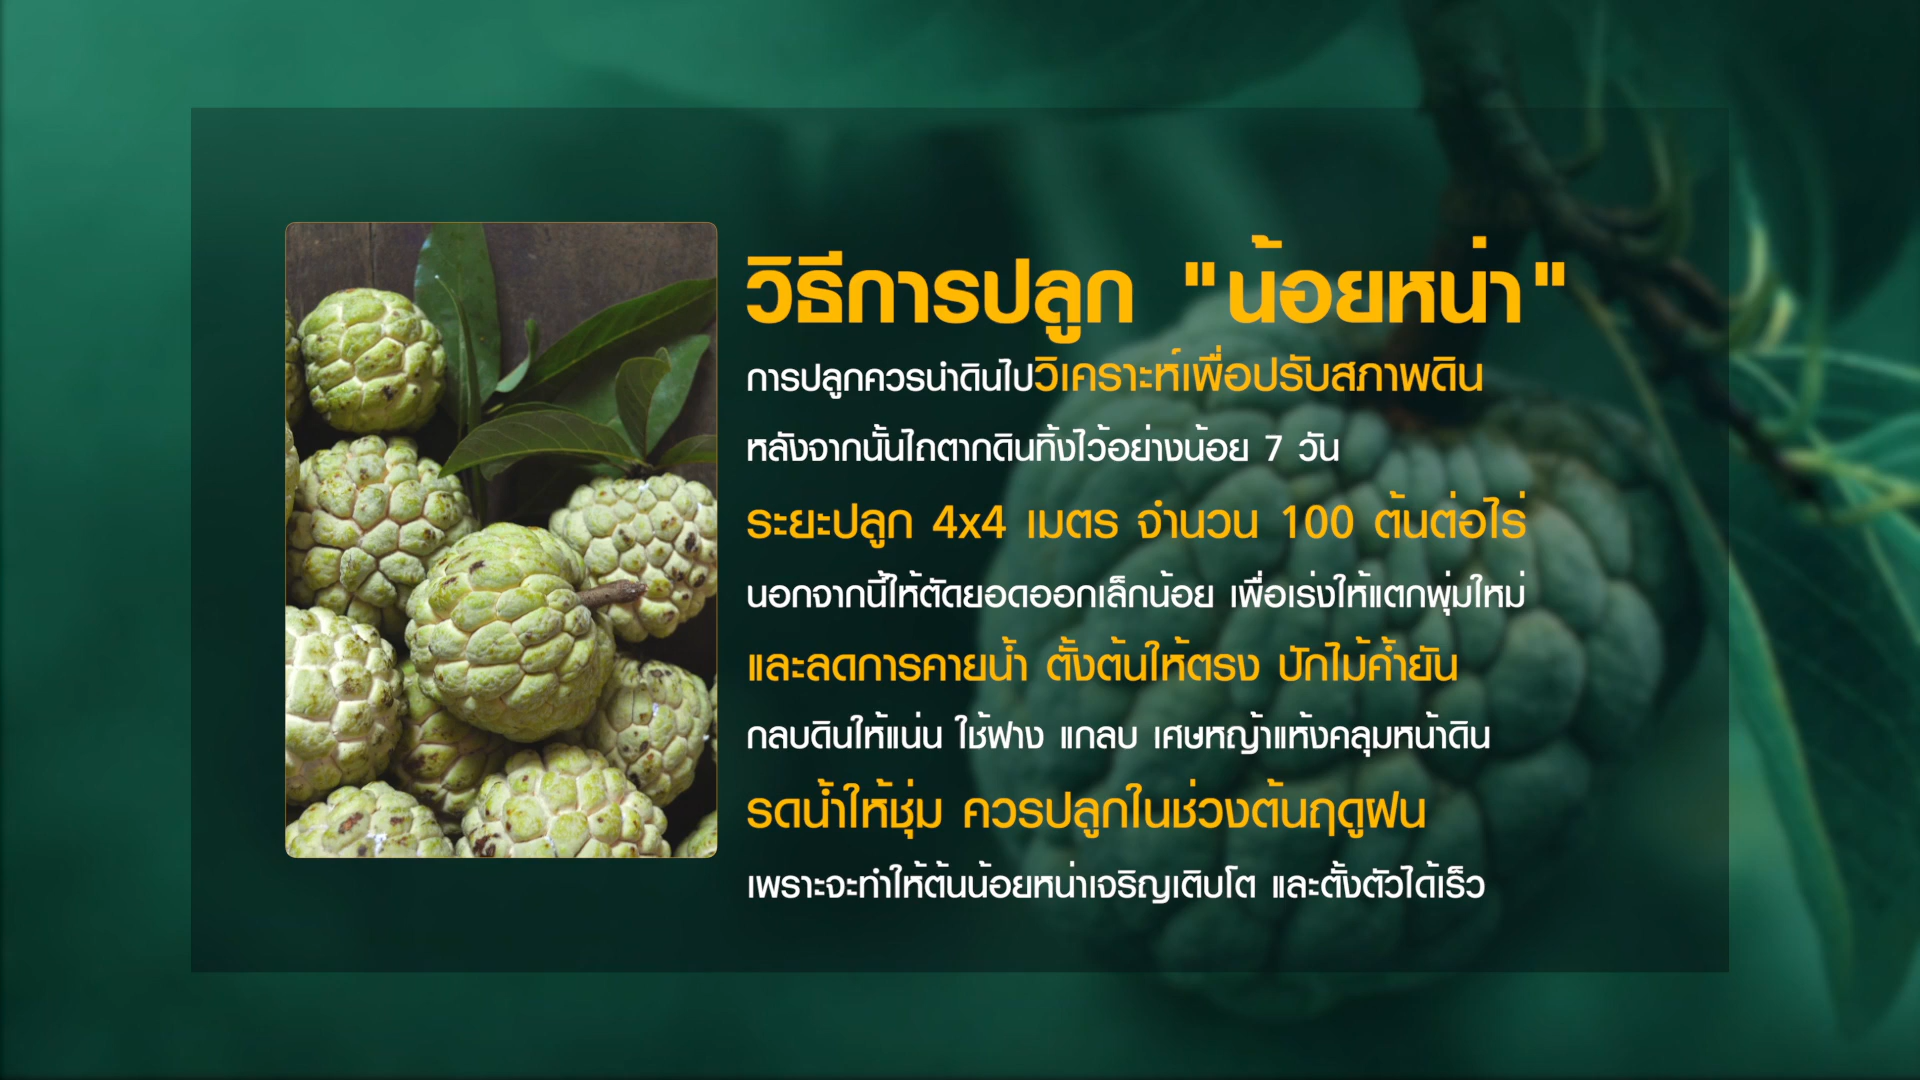 วิธีการปลูก "น้อยหน่า"
การปลูกควรนำดินไปวิเคราะห์เพื่อปรับสภาพดิน
หลังจากนั้นไถตากดินทิ้งไว้อย่างน้อย 7 วัน
ระยะปลูก 4x4 เมตร จำนวน 100 ต้นต่อไร่
นอกจากนี้ให้ตัดยอดออกเล็กน้อย เพื่อเร่งให้แตกพุ่มใหม่
และลดการคายน้ำ ตั้งต้นให้ตรง ปักไม้ค้ำยัน
กลบดินให้แน่น ใช้ฟาง แกลบ เศษหญ้าแห้งคลุมหน้าดิน
รดน้ำให้ชุ่ม ควรปลูกในช่วงต้นฤดูฝน
เพราะจะทำให้ต้นน้อยหน่าเจริญเติบโต และตั้งตัวได้เร็ว